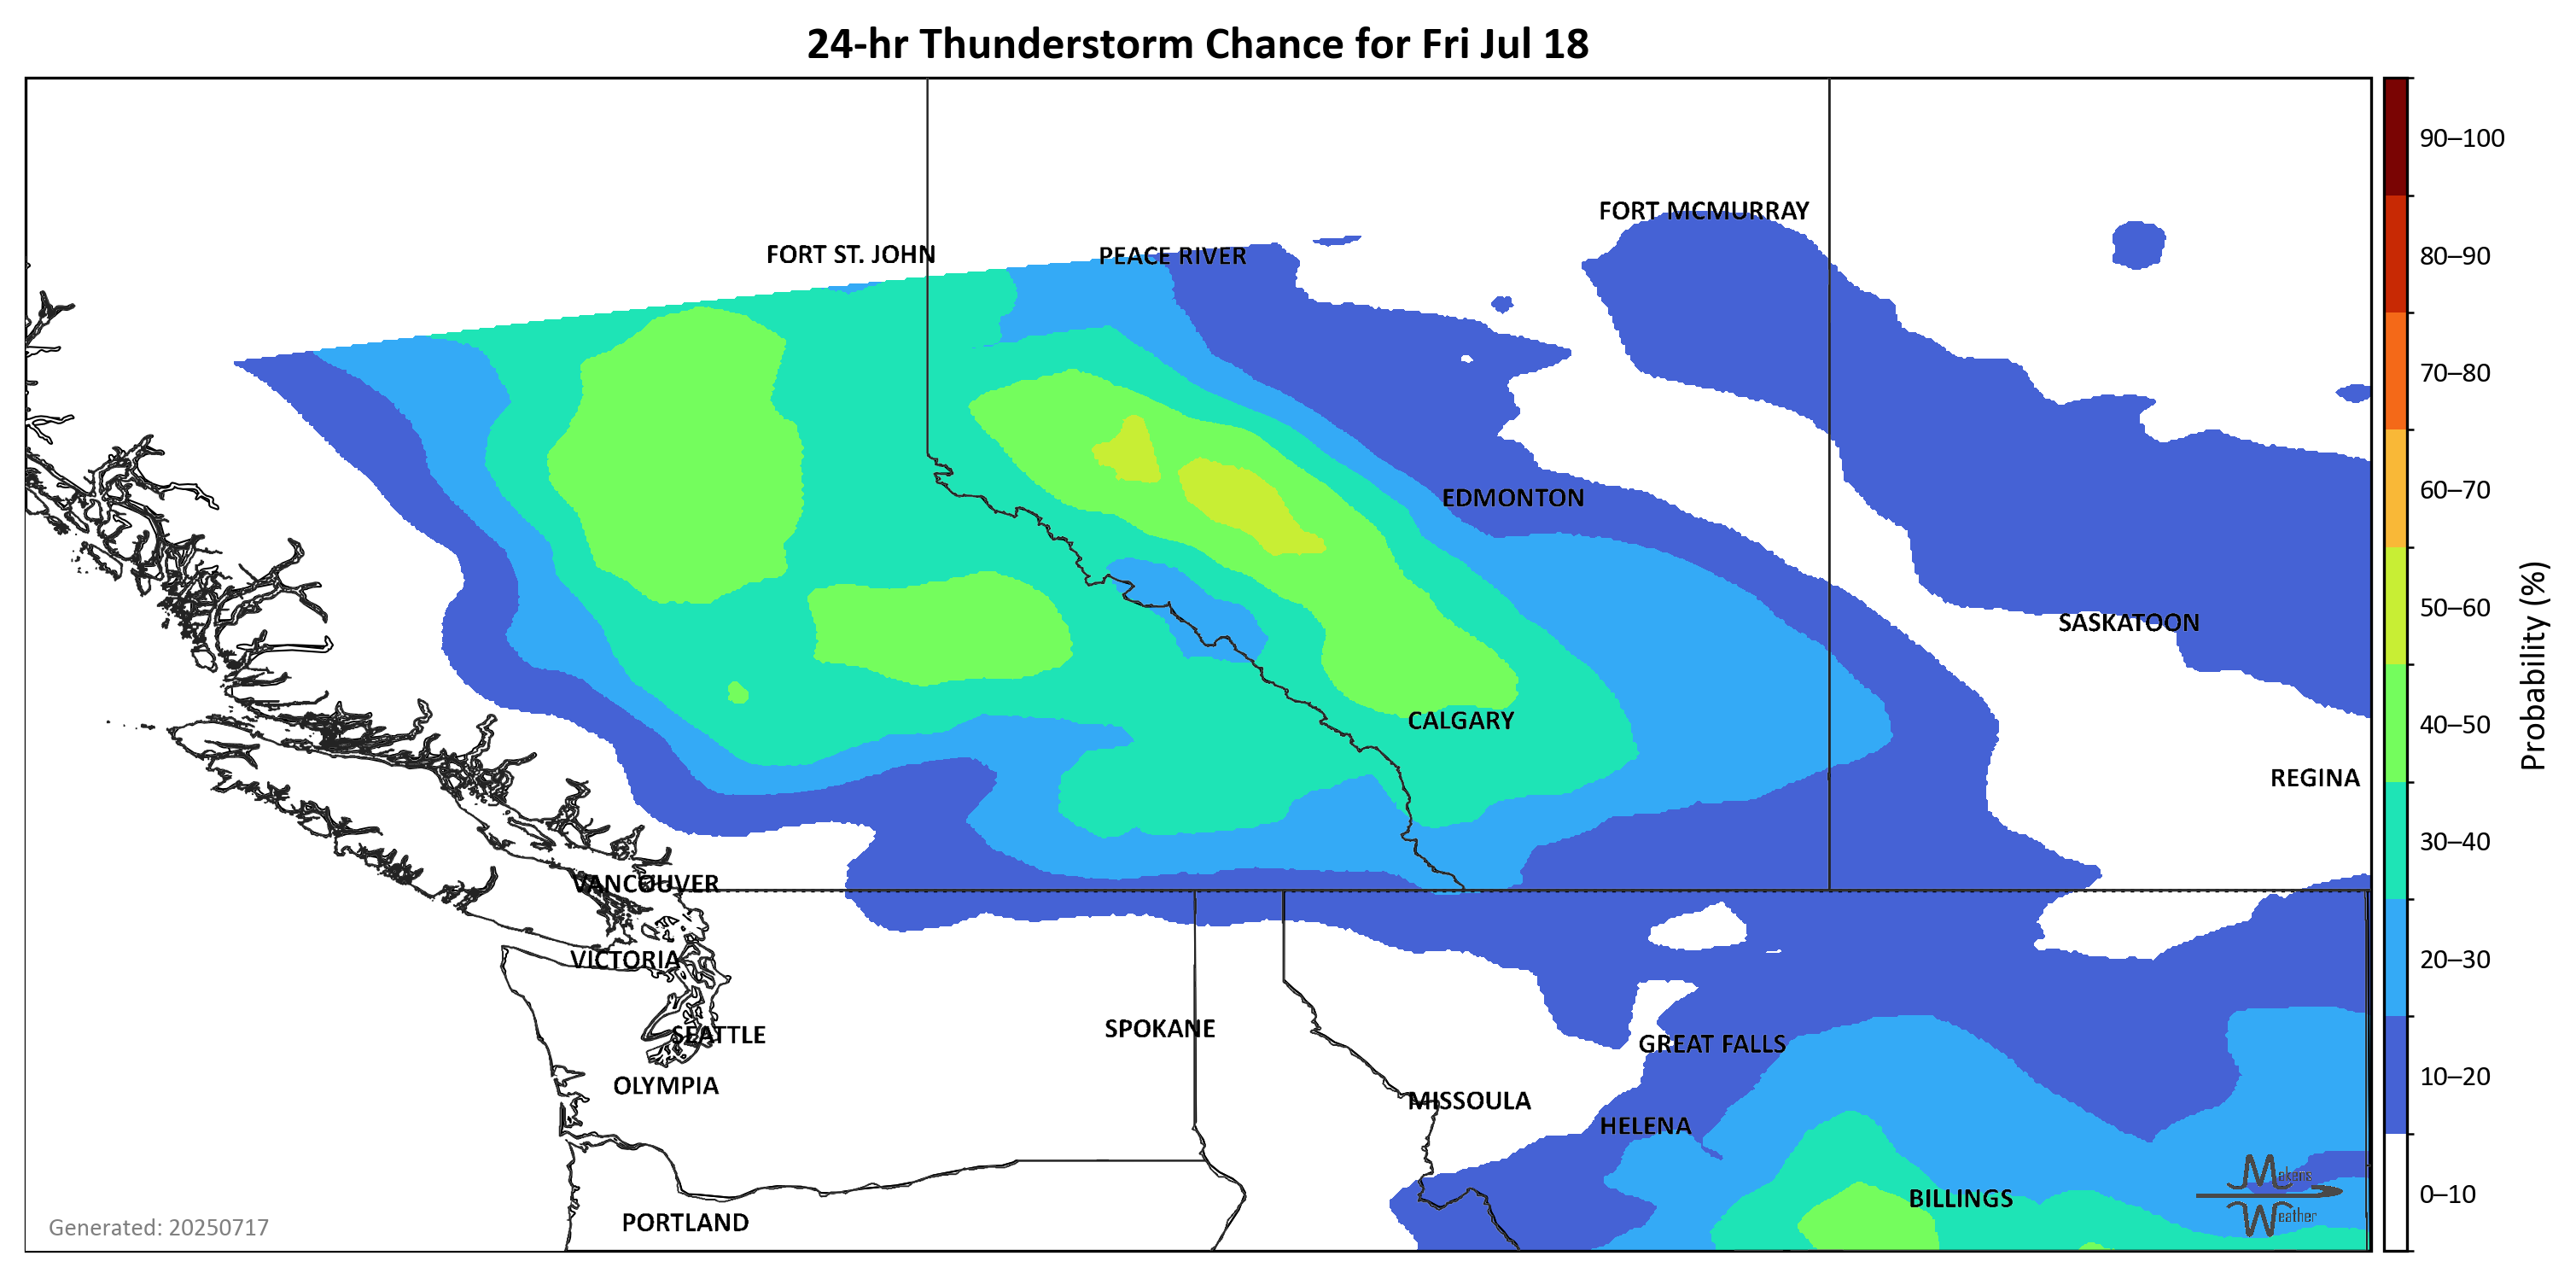 24-hr Thunderstorm Chance for Fri Jul 18
90–100
FORT MCMURRAY
FORT ST. JOHN
PEACE RIVER
80–90
70–80
EDMONTON
60–70
SASKATOON
50–60
CALGARY
40–50
Probability (%)
REGINA
30–40
VANCOUVER
VICTORIA
20–30
SPOKANE
SEATTLE
GREAT FALLS
10–20
OLYMPIA
MISSOULA
HELENA
Makens
BILLINGS
0–10
Weather
PORTLAND
Generated: 20250717